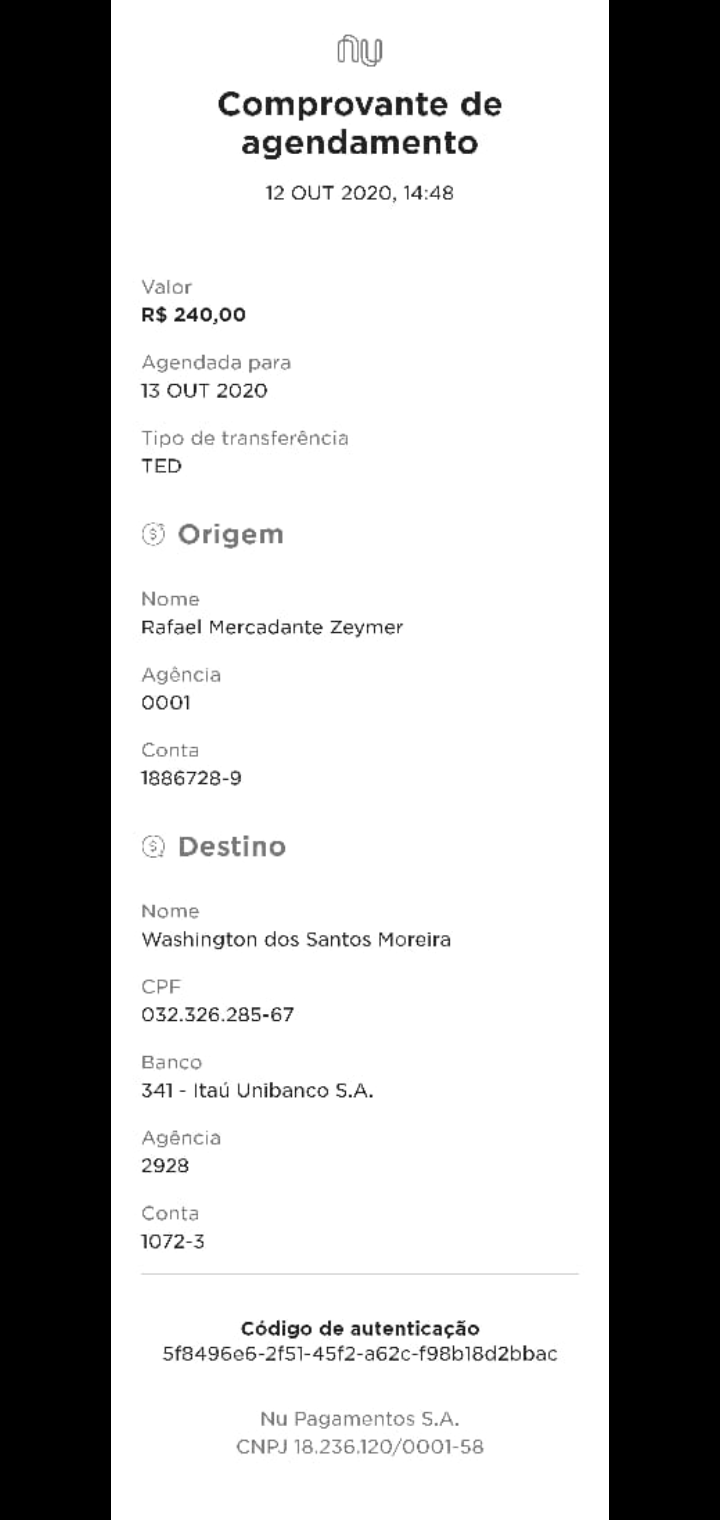 nu
Comprovante de
agendamento
12 OUT 2020, 14:48
Valor
R$ 240,00
Agendada para
13 OUT 2020
Tipo de transferência
TED
Origem
Nome
Rafael Mercadante Zeymer
Agência
0001
Conta
1886728-9
Destino
Nome
Washington dos Santos Moreira
CPF
032.326.285-67
Banco
341 - Itaú Unibanco S.A.
Agência
2928
Conta
1072-3
Código de autenticação
5f8496e6-2f51-45f2-a62c-f98b18d2bbac
Nu Pagamentos S.A.
CNPJ 18.236.120/0001-58